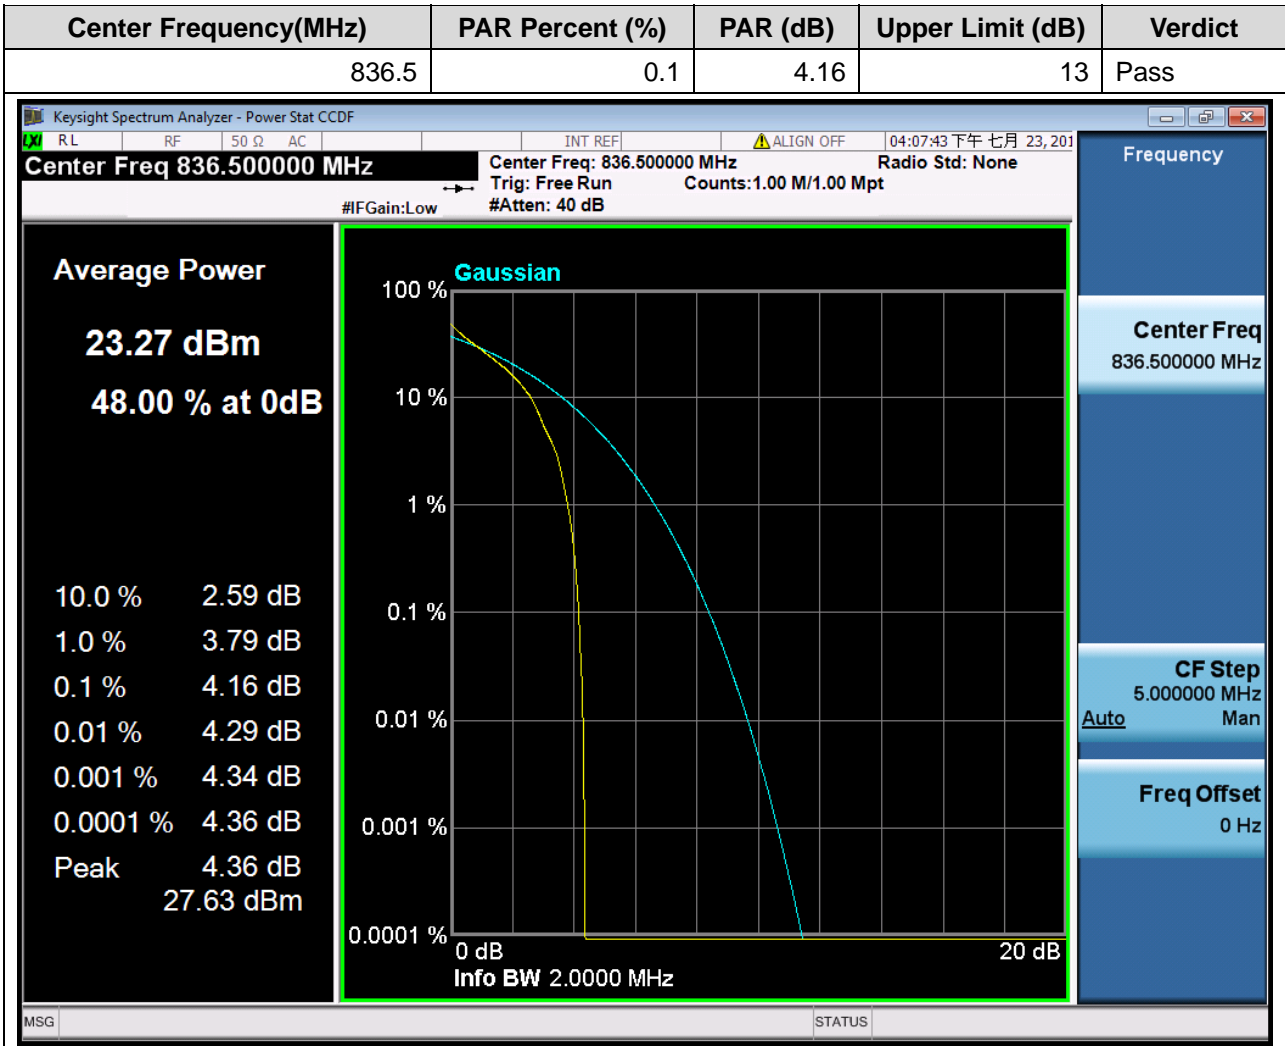 Center Frequency(MHz) PAR Percent (%) PAR (dB) Upper Limit (dB) Verdict
836.5 0.1 4.16 13 Pass
Keysight Spectrum Analyzer - Power Stat CCDF
LXI RL RF 50 Ω AC INT REF ALIGN OFF 04:07:43 下午 七月 23, 201
Center Freq 836.500000 MHz
Center Freq: 836.500000 MHz Radio Std: None
Trig: Free Run Counts:1.00 M/1.00 Mpt
#IFGain:Low #Atten: 40 dB
Average Power
23.27 dBm
48.00 % at 0dB
10.0 % 2.59 dB
1.0 % 3.79 dB
0.1 % 4.16 dB
0.01 % 4.29 dB
0.001 % 4.34 dB
0.0001 % 4.36 dB
Peak 4.36 dB
27.63 dBm
Gaussian
100 %
10 %
1 %
0.1 %
0.01 %
0.001 %
0.0001 %
0 dB 20 dB
Info BW 2.0000 MHz
Frequency
Center Freq
836.500000 MHz
CF Step
5.000000 MHz
Auto Man
Freq Offset
0 Hz
MSG STATUS